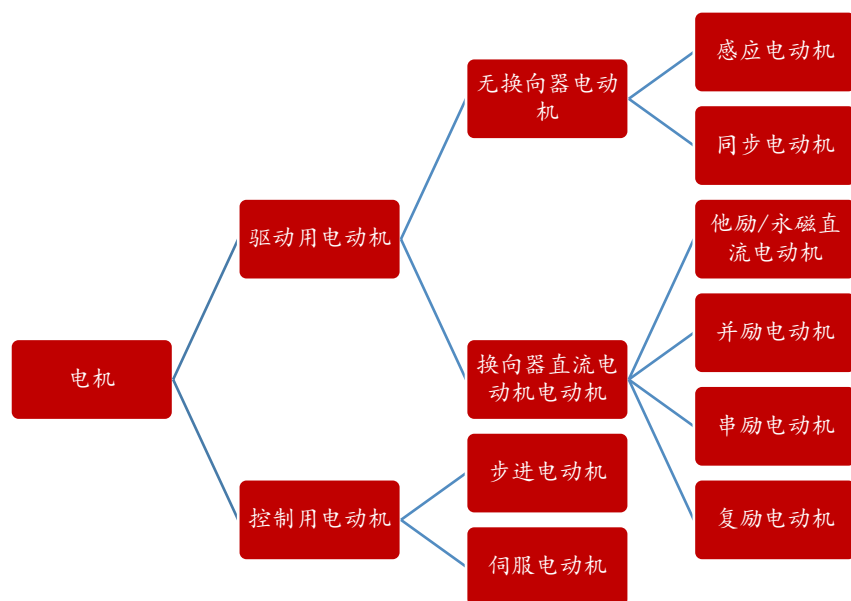 感应电动机
无换向器电动
机
同步电动机
他励/永磁直
流电动机
驱动用电动机
并励电动机
电机
换向器直流电
动机电动机
串励电动机
步进电动机
控制用电动机
复励电动机
伺服电动机